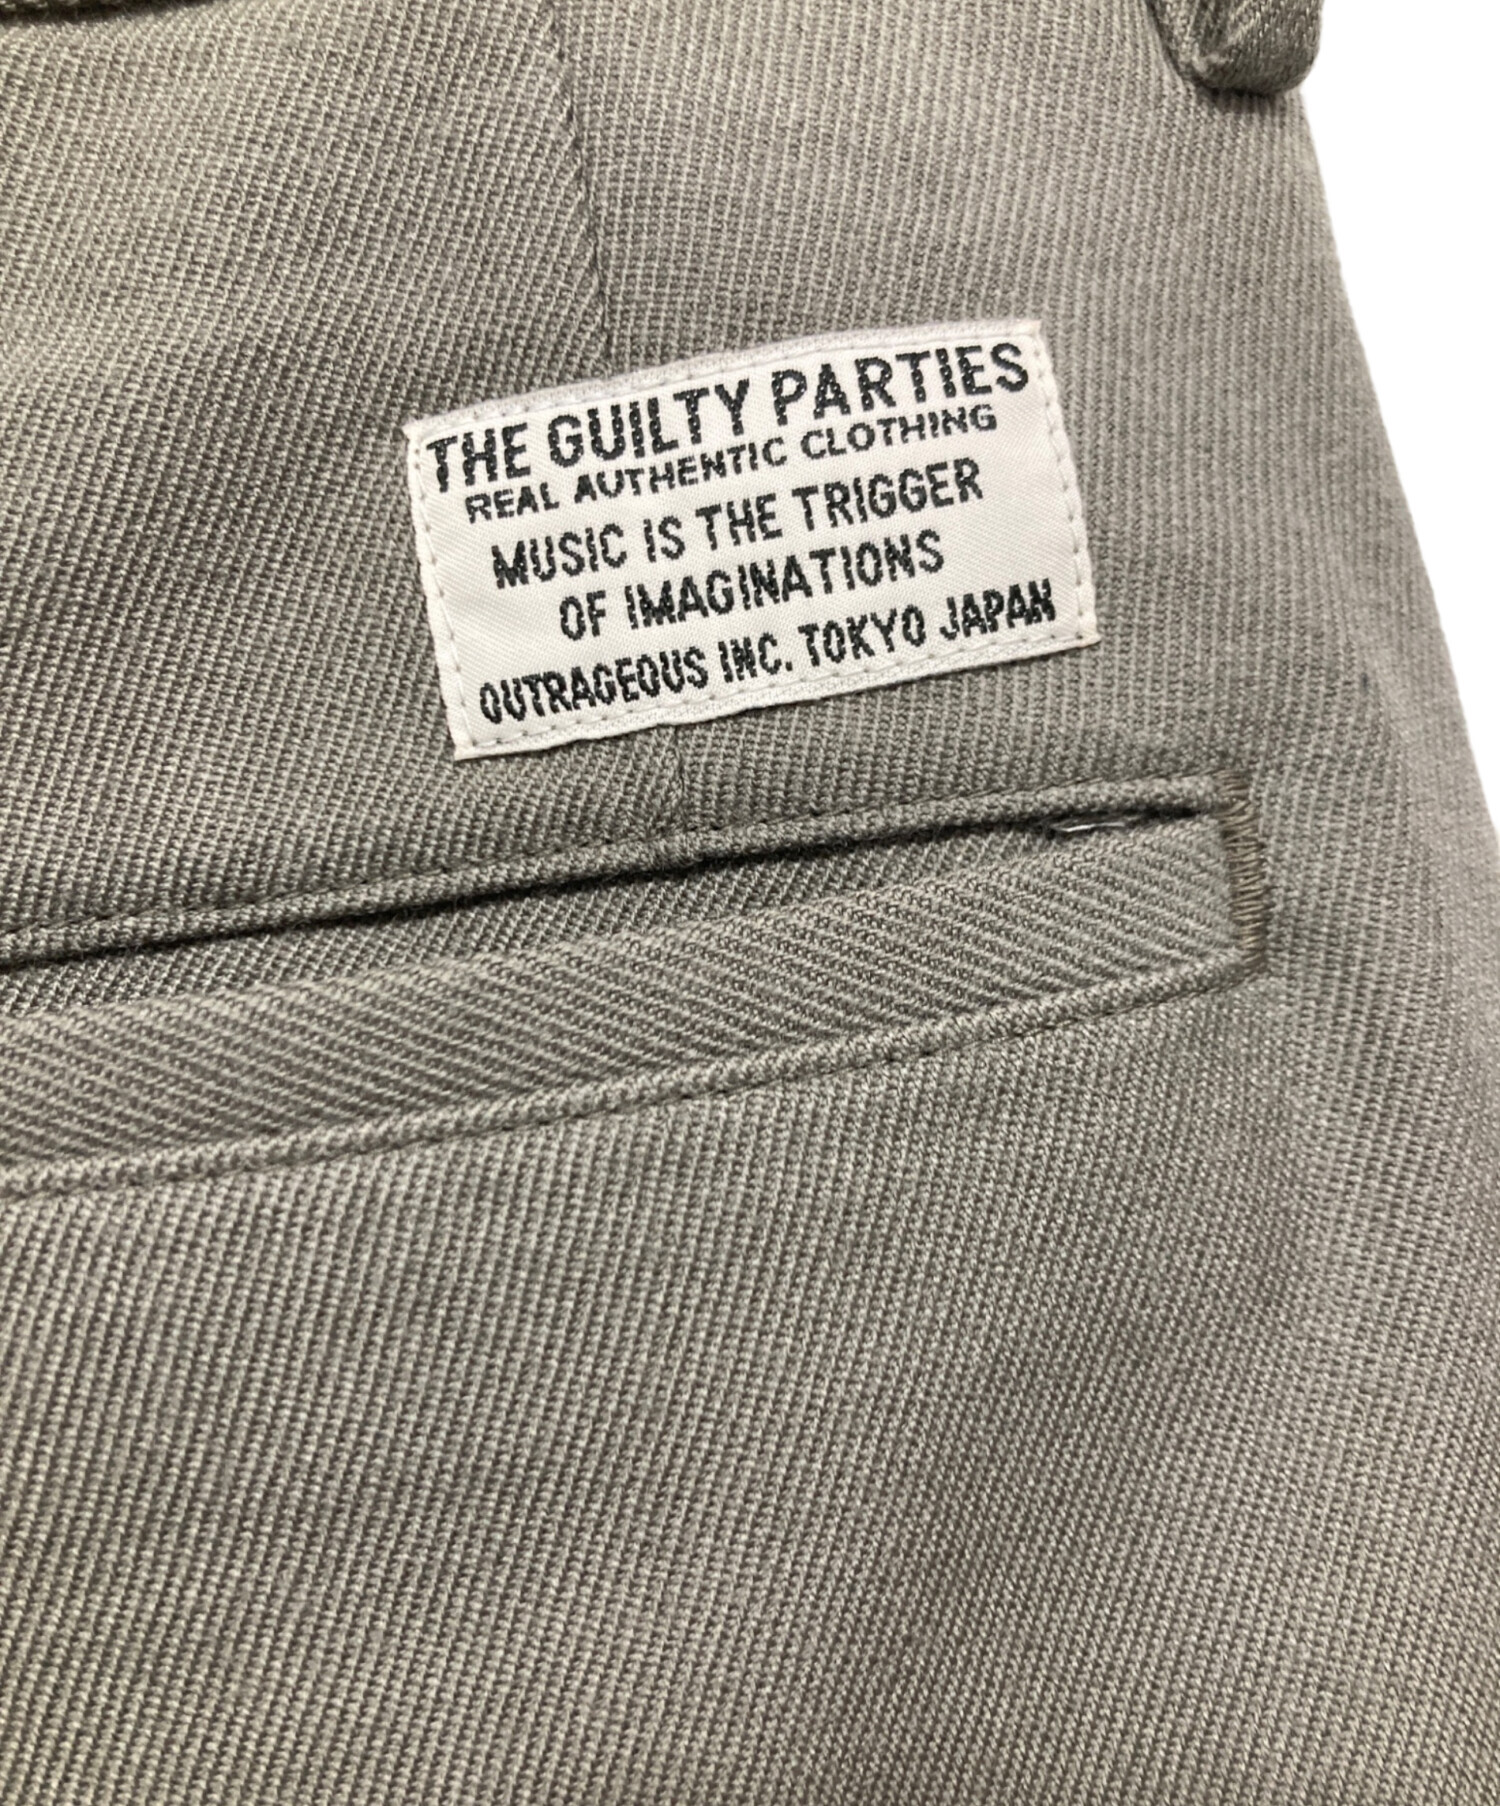 THE GUILTY PARTIES
REAL AUTHENTIC CLOTHING
MUSIC IS THE TRIGGER
OF IMAGINATIONS
OUTRAGEOUS INC. TOKYO JAPAN